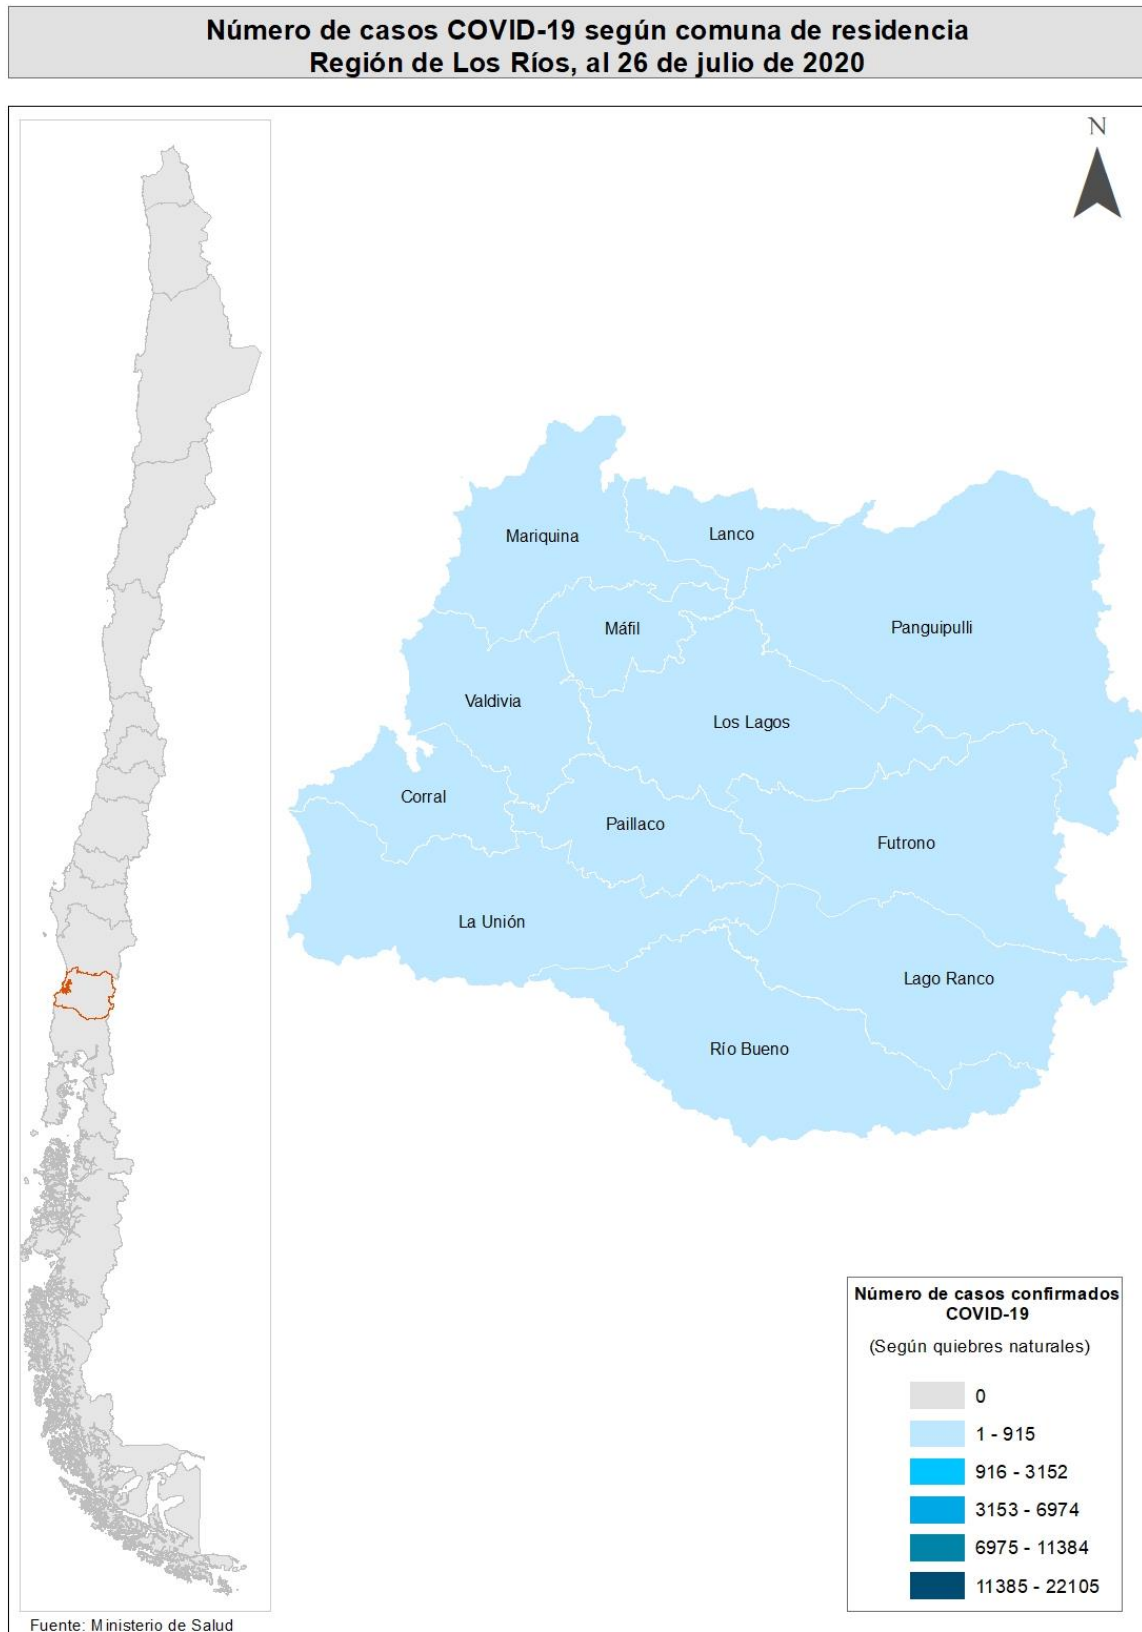 Número de casos COVID-19 según comuna de residencia
Región de Los Ríos, al 26 de julio de 2020
N
Mariquina
Lanco
Máfil
Panguipulli
Valdivia
Los Lagos
Corral
Paillaco
Futrono
La Unión
Lago Ranco
Río Bueno
Número de casos confirmados
COVID-19
(Según quiebres naturales)
0
1 - 915
916 - 3152
3153 - 6974
6975 - 11384
11385 - 22105
Fuente: Ministerio de Salud